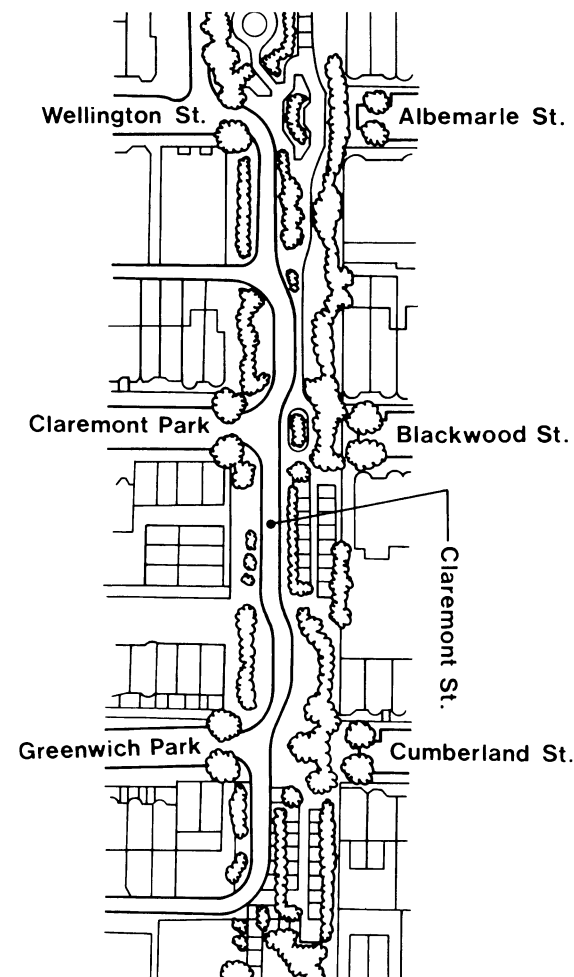 Wellington St.
Albemarle St.
Claremont Park
Blackwood St.
Claremont St.
Greenwich Park
Cumberland St.